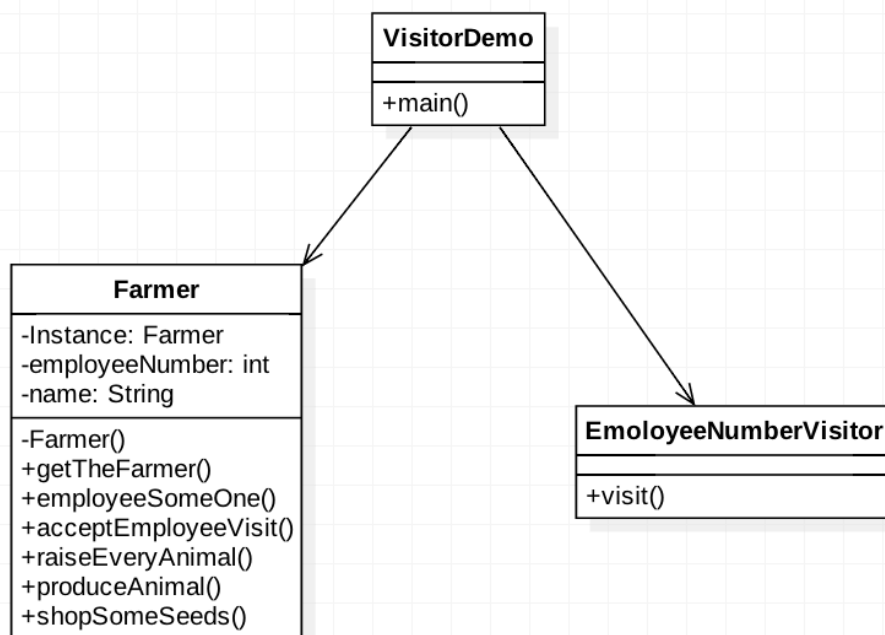 VisitorDemo
+main()
Farmer
-Instance: Farmer
-employeeNumber: int
-name: String
-Farmer()
+getTheFarmer()
+employeeSomeOne()
+acceptEmployeeVisit()
+raiseEveryAnimal()
+produceAnimal()
+shopSomeSeeds()
EmoloyeeNumberVisitor
+visit()